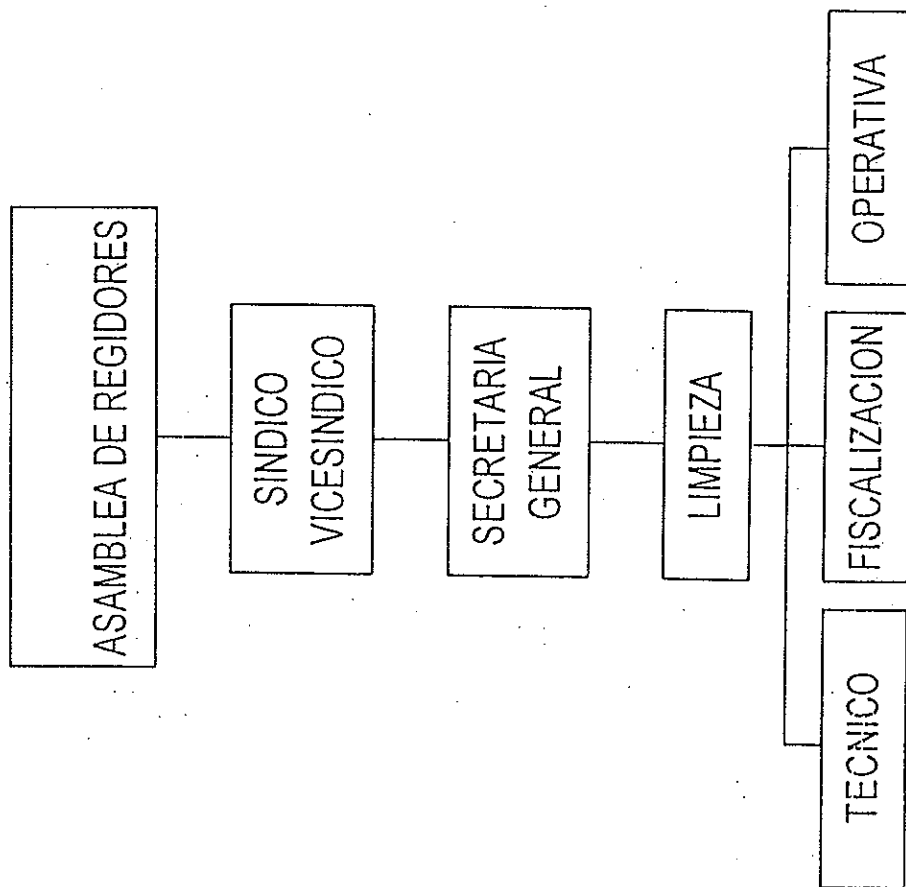 ASAMBLEA DE REGIDORES
SINDICO
VICESINDICO
SECRETARIA
GENERAL
LIMPIEZA
TECNICO
FISCALIZACION
OPERATIVA